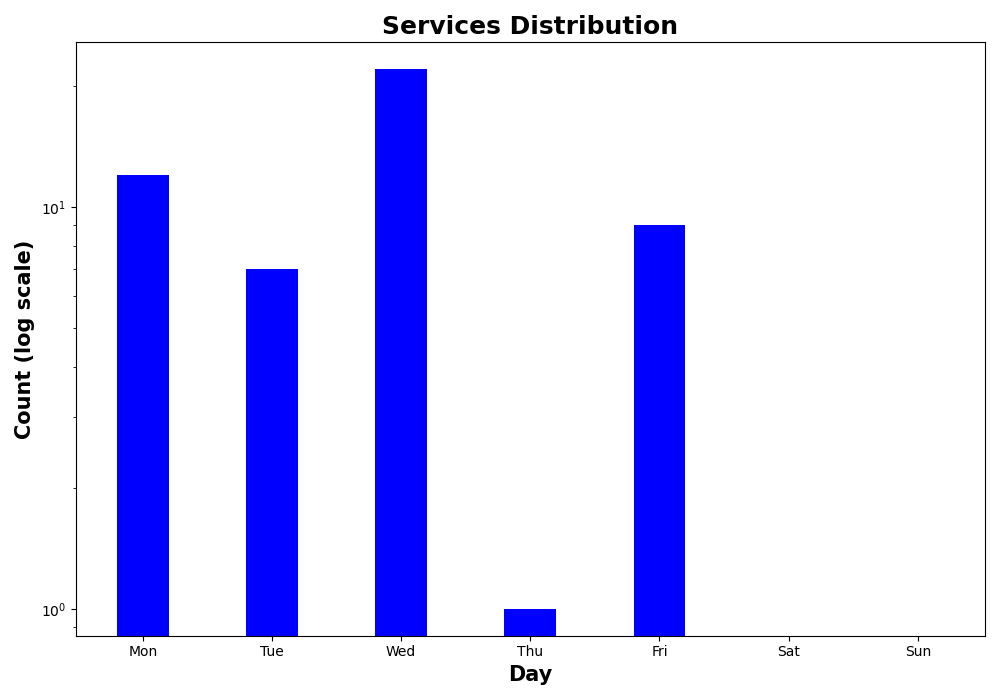 Services Distribution
Count (log scale)
10¹
10⁰
Mon Tue Wed Thu Fri Sat Sun
Day